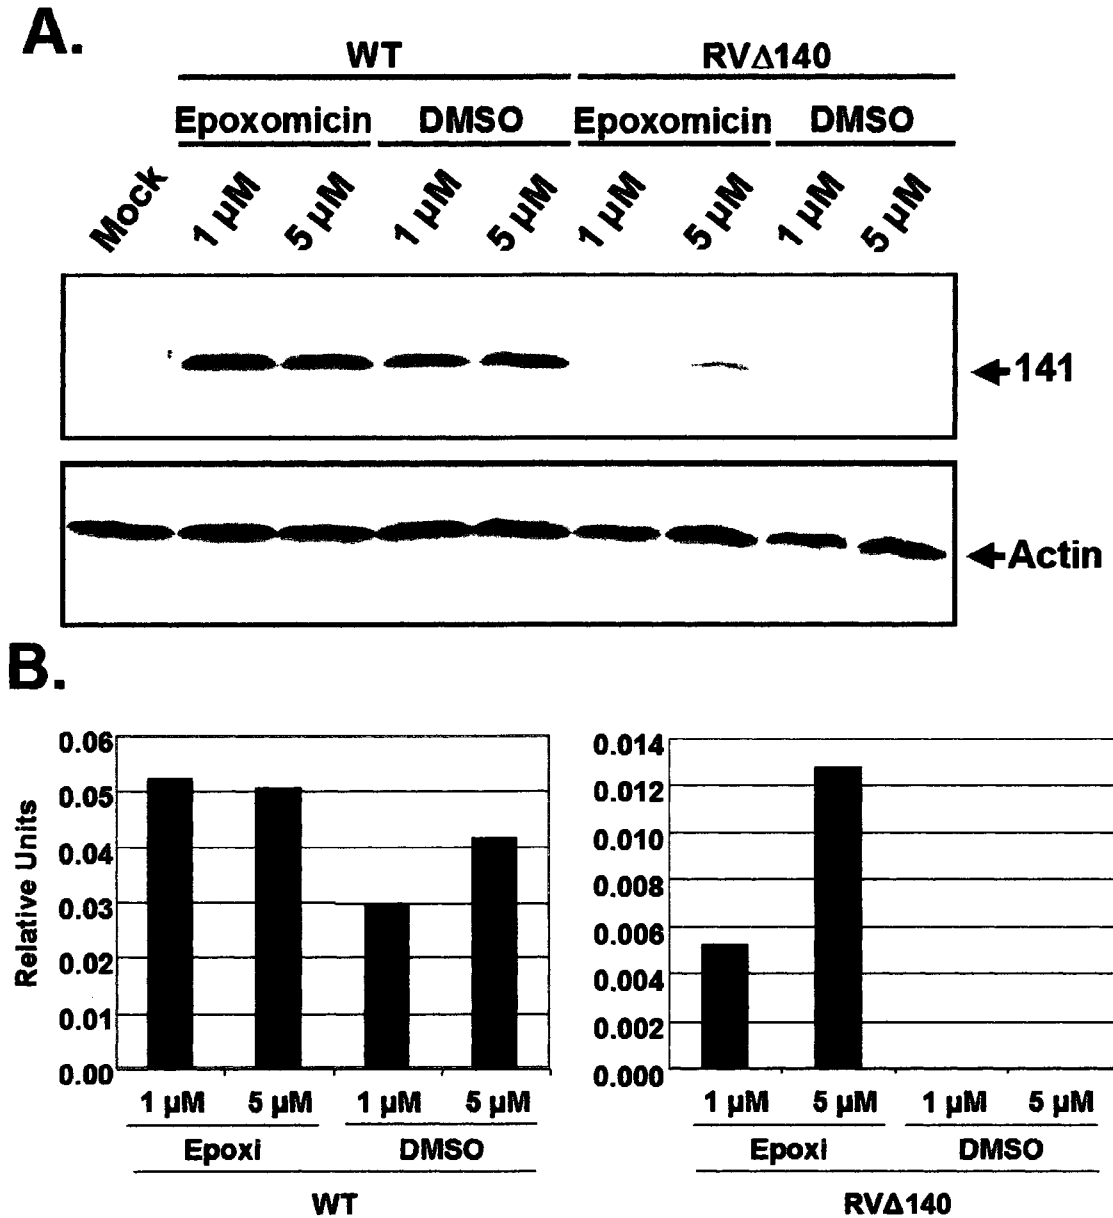 A.
WT RVΔ140
Epoxomicin DMSO Epoxomicin DMSO
Mock 1 µM 5 µM 1 µM 5 µM 1 µM 5 µM 1 µM 5 µM
141
Actin
B.
Relative Units
0.06
0.05
0.04
0.03
0.02
0.01
0.00
1 µM 5 µM 1 µM 5 µM
Epoxi DMSO
WT
0.014
0.012
0.010
0.008
0.006
0.004
0.002
0.000
1 µM 5 µM 1 µM 5 µM
Epoxi DMSO
RVΔ140